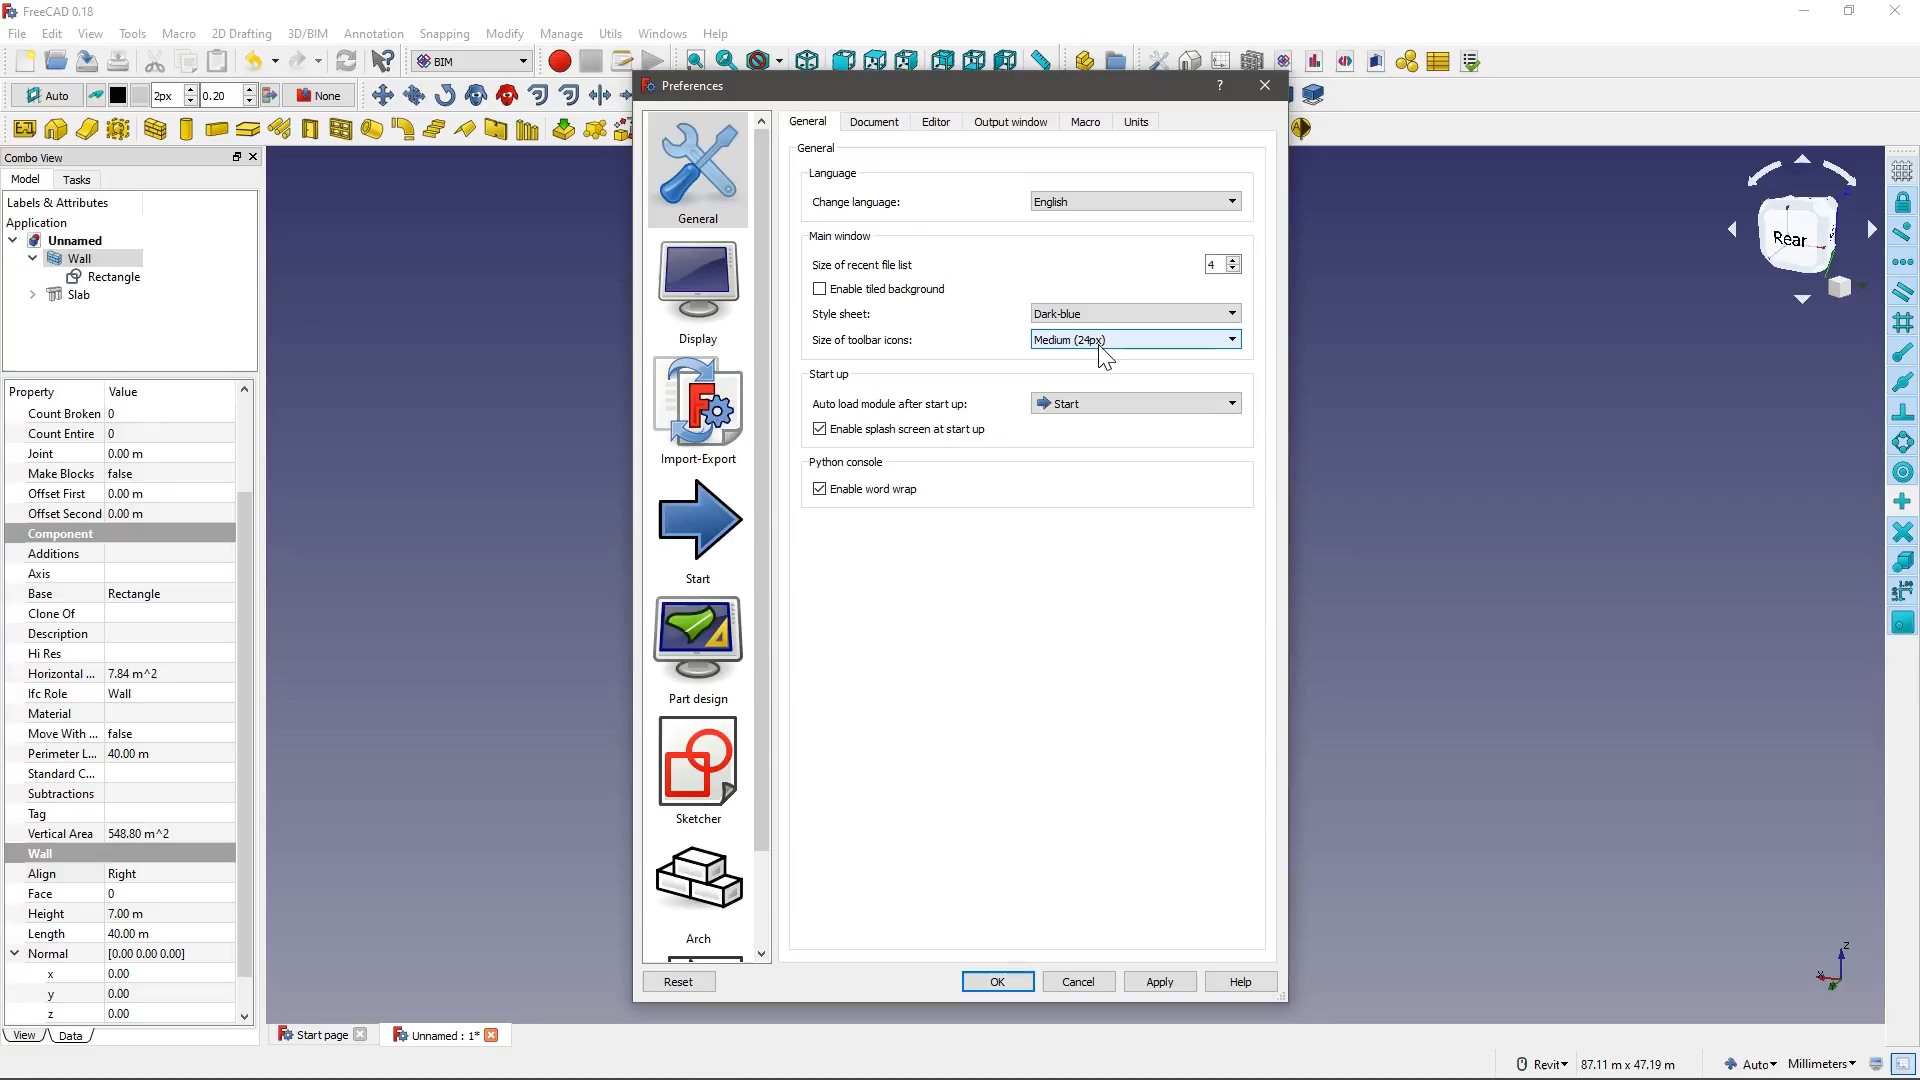 FreeCAD 0.18
File Edit View Tools Macro 2D Drafting 3D/BIM Annotation Snapping Modify Manage Utils Windows Help
BIM
Auto 2px 0.20 None
Combo View
Model Tasks
Labels & Attributes
Application
Unnamed
Wall
Rectangle
Slab
Property Value
Count Broken 0
Count Entire 0
Joint 0.00 m
Make Blocks false
Offset First 0.00 m
Offset Second 0.00 m
Component
Additions
Axis
Base Rectangle
Clone Of
Description
Hi Res
Horizontal ... 7.84 m^2
Ifc Role Wall
Material
Move With ... false
Perimeter L... 40.00 m
Standard C...
Subtractions
Tag
Vertical Area 548.80 m^2
Wall
Align Right
Face 0
Height 7.00 m
Length 40.00 m
Normal [0.00 0.00 0.00]
x 0.00
y 0.00
z 0.00
View Data
Preferences ?
General
Display
Import-Export
Start
Part design
Sketcher
Arch
General Document Editor Output window Macro Units
General
Language
Change language: English
Main window
Size of recent file list 4
Enable tiled background
Style sheet: Dark-blue
Size of toolbar icons: Medium (24px)
Start up
Auto load module after start up: Start
Enable splash screen at start up
Python console
Enable word wrap
Reset OK Cancel Apply Help
Rear
Z
Start page Unnamed : 1*
Revit 87.11 m x 47.19 m Auto Millimeters